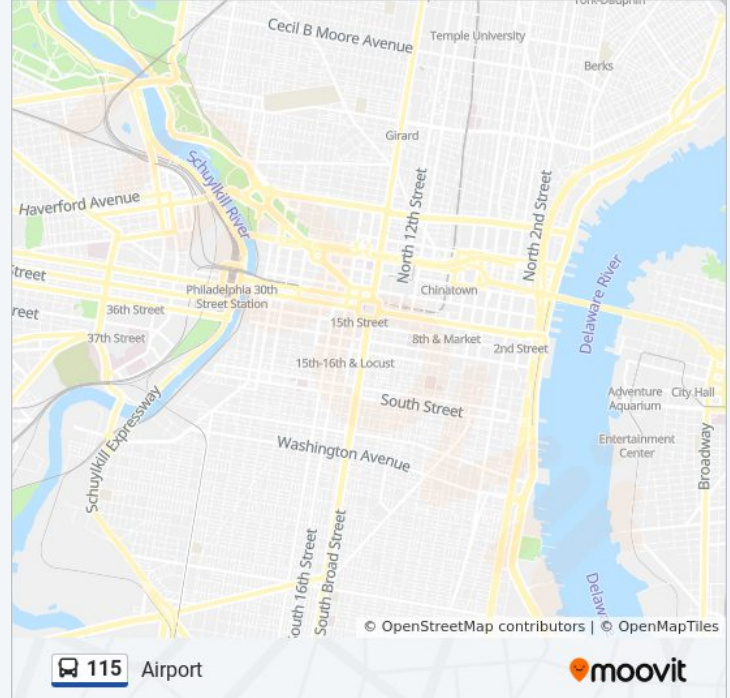 York-Dauphin
Cecil B Moore Avenue
Temple University
Berks
Girard
Schuylkill River
North 12th Street
North 2nd Street
Haverford Avenue
Delaware River
Street
Philadelphia 30th
Street Station
Chinatown
36th Street
15th Street
37th Street
8th & Market
2nd Street
15th-16th & Locust
Adventure
Aquarium
City Hall
South Street
Schuylkill Expressway
Washington Avenue
Entertainment
Center
Broadway
South Broad Street
outh 16th Street
Delaw
© OpenStreetMap contributors | © OpenMapTiles
115 Airport
moovit